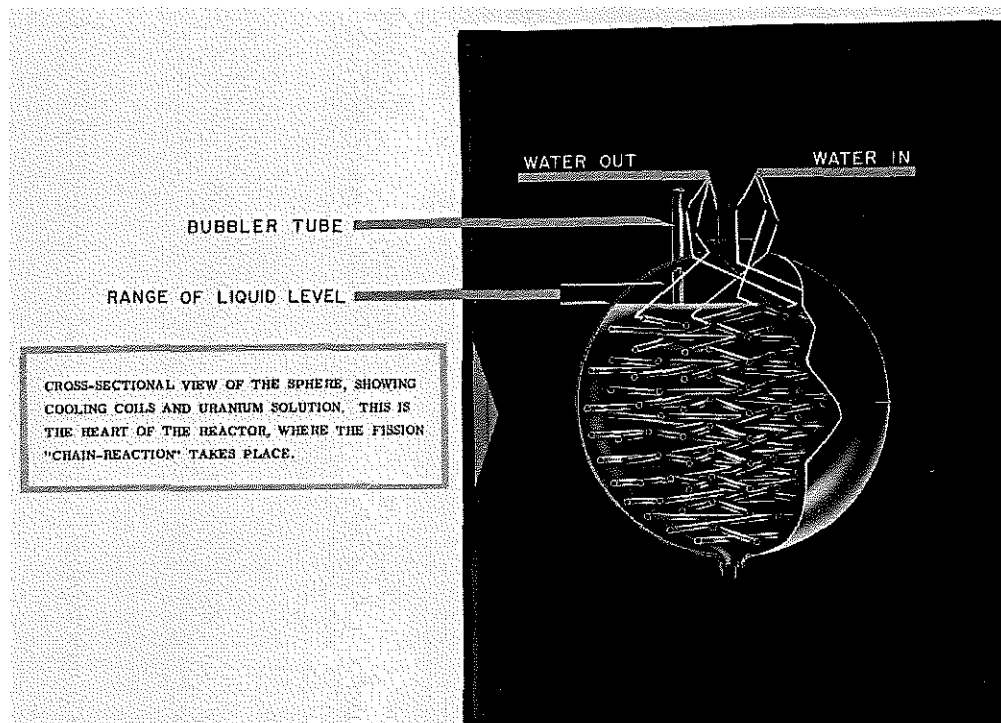 WATER OUT
WATER IN
BUBBLER TUBE
RANGE OF LIQUID LEVEL
CROSS-SECTIONAL VIEW OF THE SPHERE, SHOWING
COOLING COILS AND URANIUM SOLUTION. THIS IS
THE HEART OF THE REACTOR, WHERE THE FISSION
"CHAIN-REACTION" TAKES PLACE.